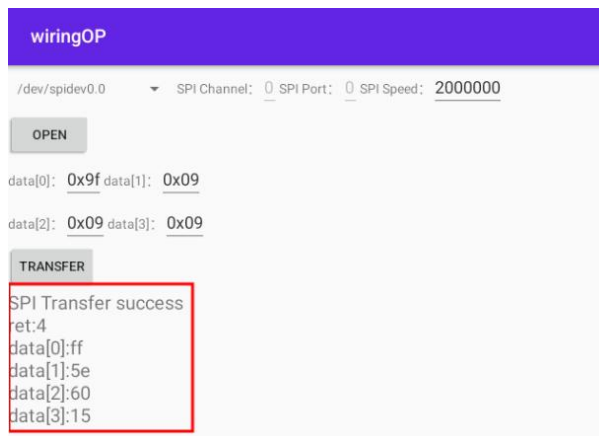 wiringOP
/dev/spidev0.0 SPI Channel: 0 SPI Port: 0 SPI Speed: 2000000
OPEN
data[0]: 0x9f data[1]: 0x09
data[2]: 0x09 data[3]: 0x09
TRANSFER
SPI Transfer success
ret:4
data[0]:ff
data[1]:5e
data[2]:60
data[3]:15